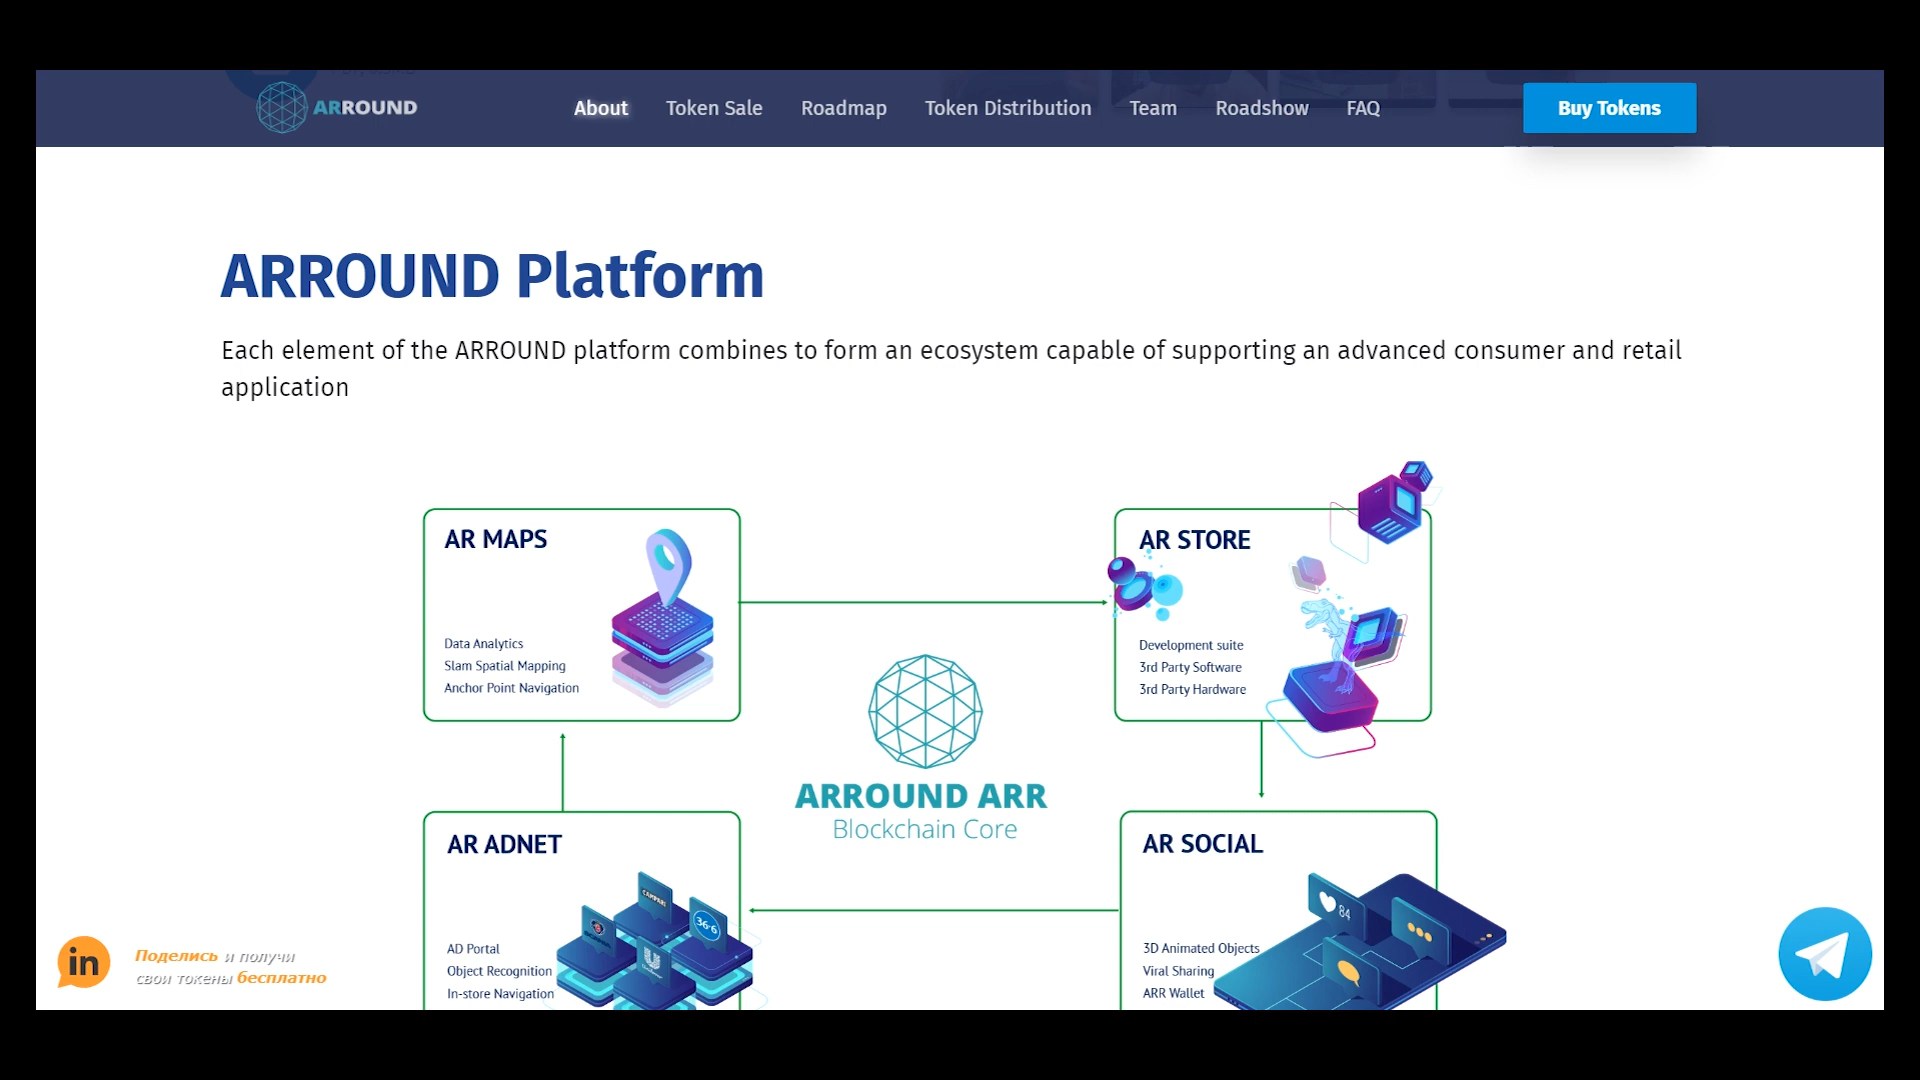 ARROUND
About
Token Sale
Roadmap
Token Distribution
Team
Roadshow
FAQ
Buy Tokens
ARROUND Platform
Each element of the ARROUND platform combines to form an ecosystem capable of supporting an advanced consumer and retail
application
AR MAPS
Data Analytics
Slam Spatial Mapping
Anchor Point Navigation
AR STORE
Development suite
3rd Party Software
3rd Party Hardware
ARROUND ARR
Blockchain Core
AR ADNET
AD Portal
Object Recognition
In-store Navigation
CAMPARI
36·6
AR SOCIAL
3D Animated Objects
Viral Sharing
ARR Wallet
84
in
Поделись и получи
свои токены бесплатно